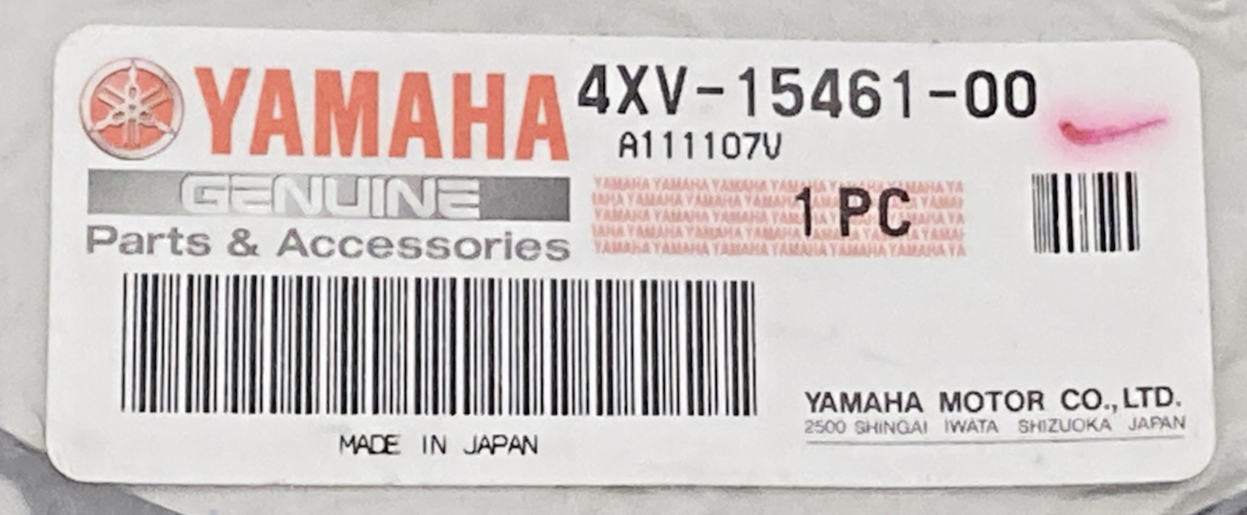 YAMAHA 4XV-15461-00
A111107V
GENUINE
1 PC
Parts & Accessories
MADE IN JAPAN
YAMAHA MOTOR CO., LTD.
2500 SHINGAI IWATA SHIZUOKA JAPAN